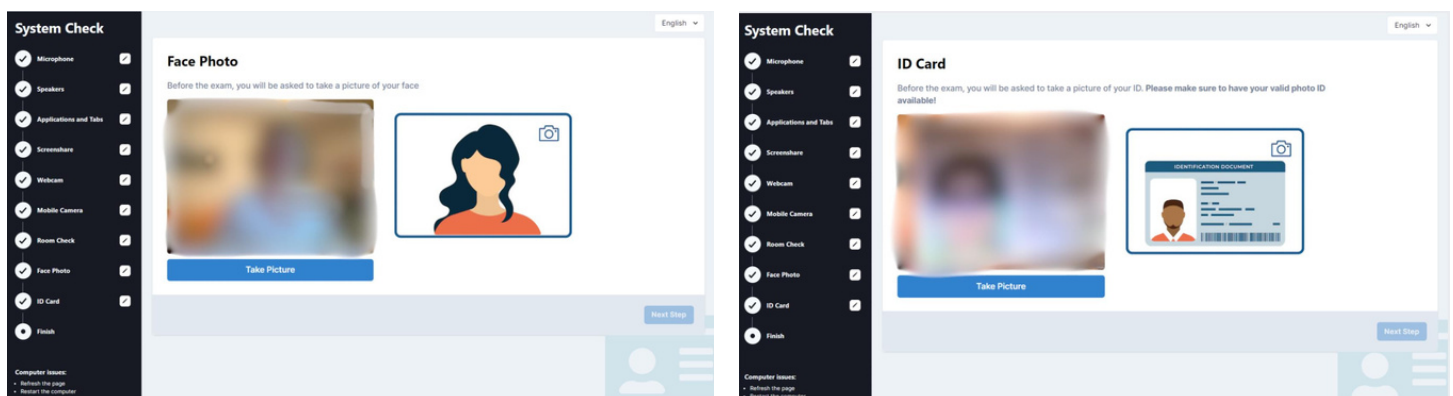 System Check
Microphone
Speakers
Applications and Tabs
Screenshare
Webcam
Mobile Camera
Room Check
Face Photo
ID Card
Finish
Computer issues:
Refresh the page
Restart the computer
English
Face Photo
Before the exam, you will be asked to take a picture of your face
Take Picture
Next Step
System Check
Microphone
Speakers
Applications and Tabs
Screenshare
Webcam
Mobile Camera
Room Check
Face Photo
ID Card
Finish
Computer issues:
Refresh the page
Restart the computer
English
ID Card
Before the exam, you will be asked to take a picture of your ID. Please make sure to have your valid photo ID
available!
IDENTIFICATION DOCUMENT
Take Picture
Next Step